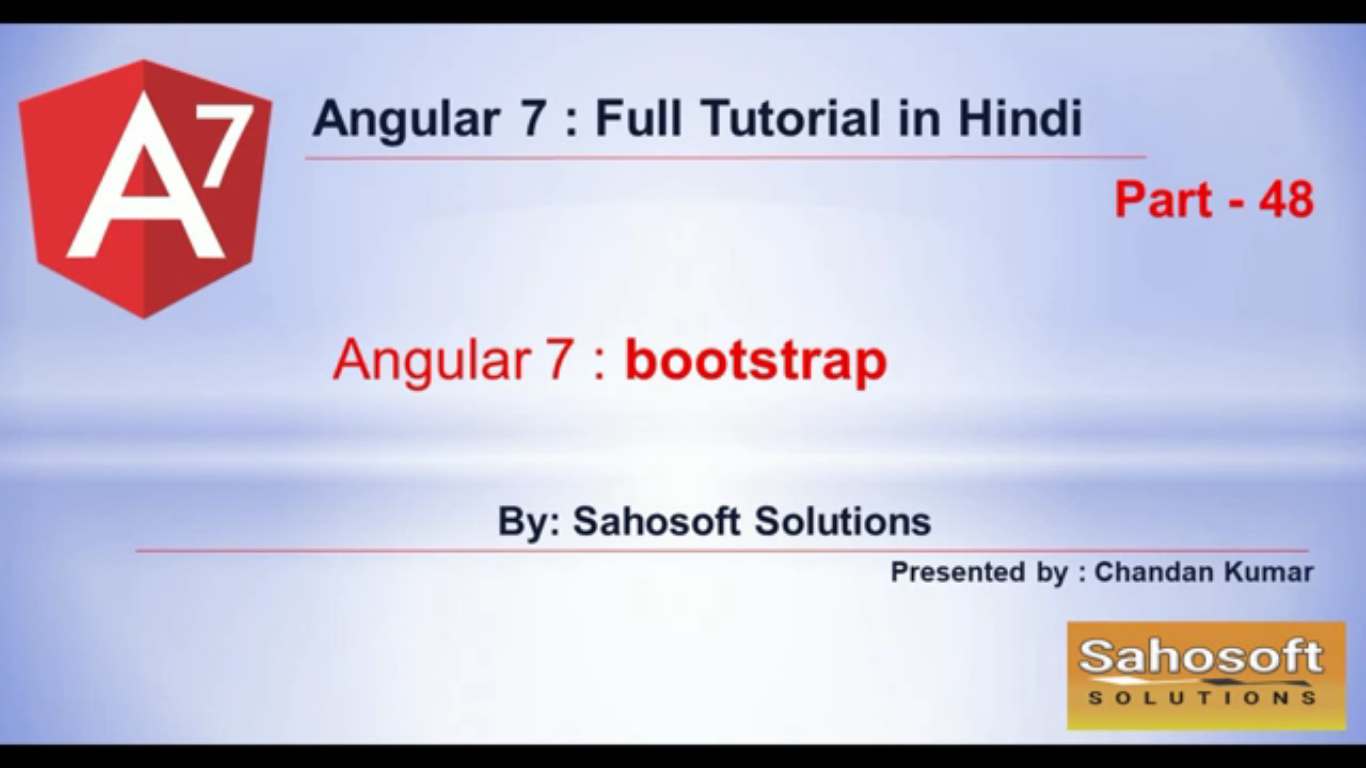 A7
Angular 7 : Full Tutorial in Hindi
Part - 48
Angular 7 : bootstrap
By: Sahosoft Solutions
Presented by : Chandan Kumar
Sahosoft
SOLUTIONS